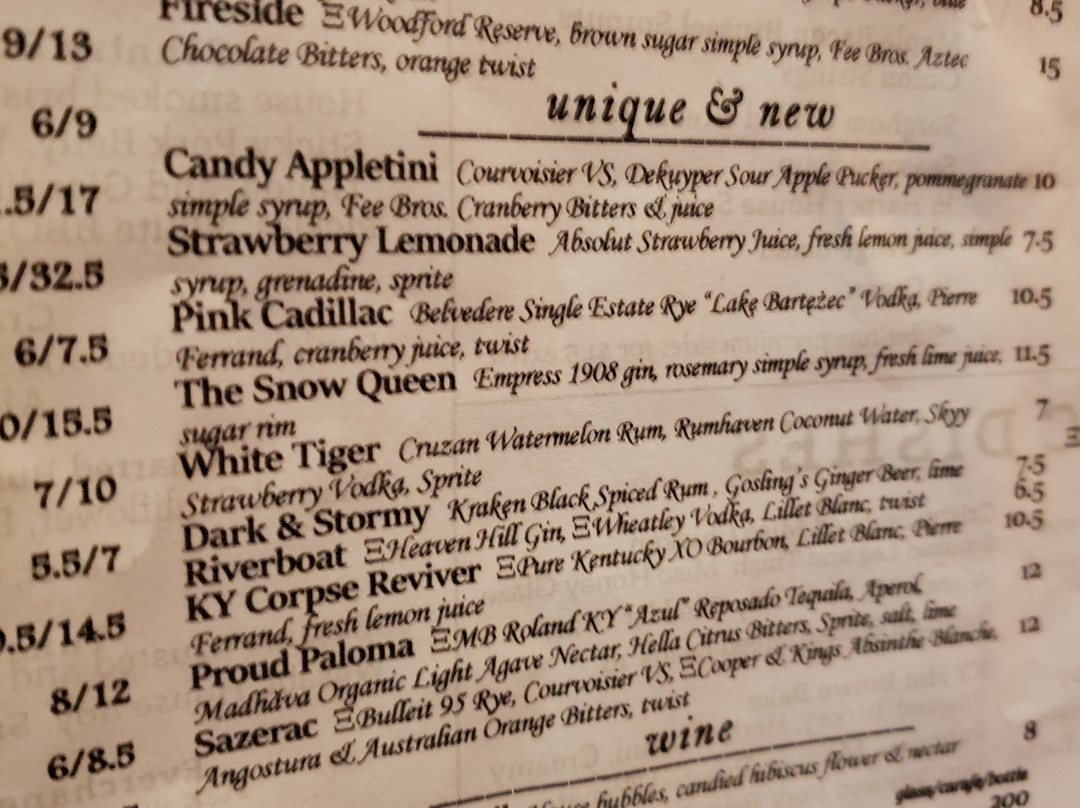 8.5
Fireside ΞWoodford Reserve, brown sugar simple syrup, Fee Bros. Aztec 15
9/13
Chocolate Bitters, orange twist
unique & new
6/9
Candy Appletini Courvoisier VS, Dekuyper Sour Apple Pucker, pommegranate 10
simple syrup, Fee Bros. Cranberry Bitters & juice
.5/17
Strawberry Lemonade Absolut Strawberry Juice, fresh lemon juice, simple 7.5
syrup, grenadine, sprite
/32.5
Pink Cadillac Belvedere Single Estate Rye “Lake Bartężec” Vodka, Pierre 10.5
Ferrand, cranberry juice, twist
6/7.5
The Snow Queen Empress 1908 gin, rosemary simple syrup, fresh lime juice, 11.5
sugar rim
0/15.5
White Tiger Cruzan Watermelon Rum, Rumhaven Coconut Water, Skyy 7
Strawberry Vodka, Sprite
7/10
Dark & Stormy Kraken Black Spiced Rum, Gosling's Ginger Beer, lime 7.5
Riverboat ΞHeaven Hill Gin, ΞWheatley Vodka, Lillet Blanc, twist 6.5
5.5/7
KY Corpse Reviver ΞPure Kentucky XO Bourbon, Lillet Blanc, Pierre 10.5
Ferrand, fresh lemon juice
.5/14.5
Proud Paloma ΞMB Roland KY “Azul” Reposado Tequila, Aperol, 12
Madhăva Organic Light Agave Nectar, Hella Citrus Bitters, Sprite, salt, lime
8/12
Sazerac ΞBulleit 95 Rye, Courvoisier VS, ΞCooper & Kings Absinthe Blanche, 12
Angostura & Australian Orange Bitters, twist
6/8.5
wine
bubbles, candied hibiscus flower & nectar 8
glass/carafe/bottle
200